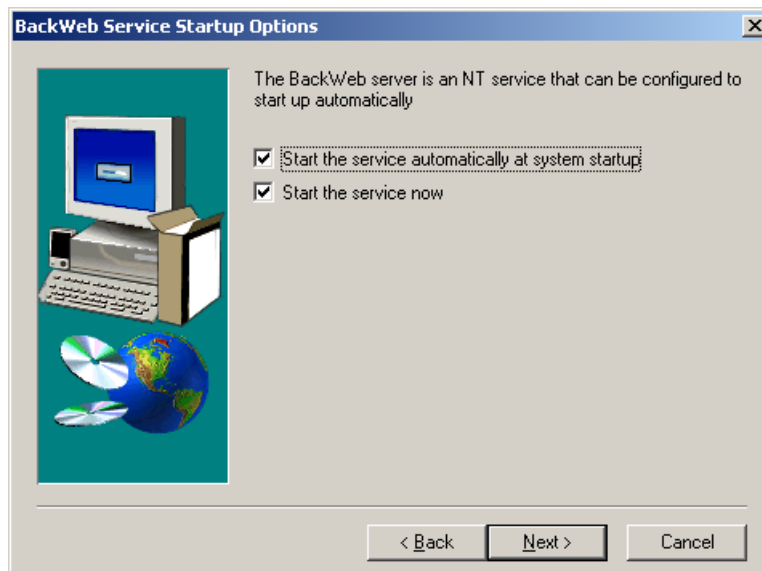 BackWeb Service Startup Options
The BackWeb server is an NT service that can be configured to
start up automatically
Start the service automatically at system startup
Start the service now
< Back
Next >
Cancel